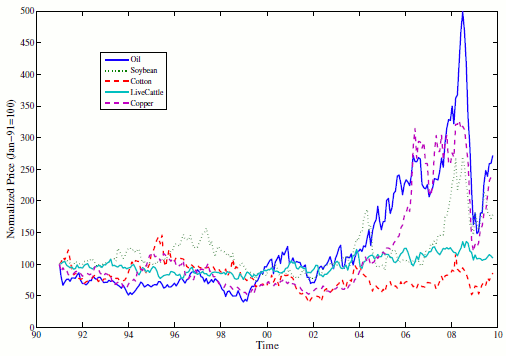 Normalized Price (Jan-91=100)
500
450
400
350
300
250
200
150
100
50
0
Oil
Soybean
Cotton
LiveCattle
Copper
90 92 94 96 98 00 02 04 06 08 10
Time